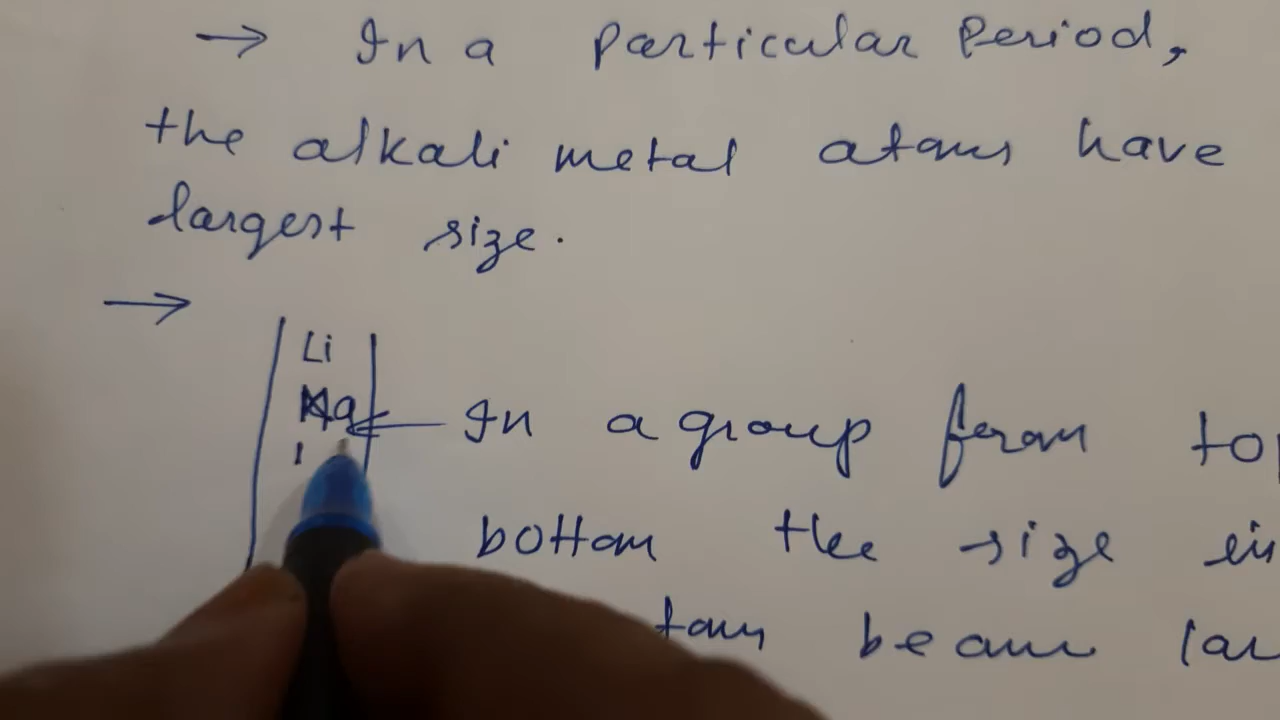 → In a particular Period,
the alkali metal atoms have
largest size.
→
Li
Na
In a group from to
bottom the size in
become lar